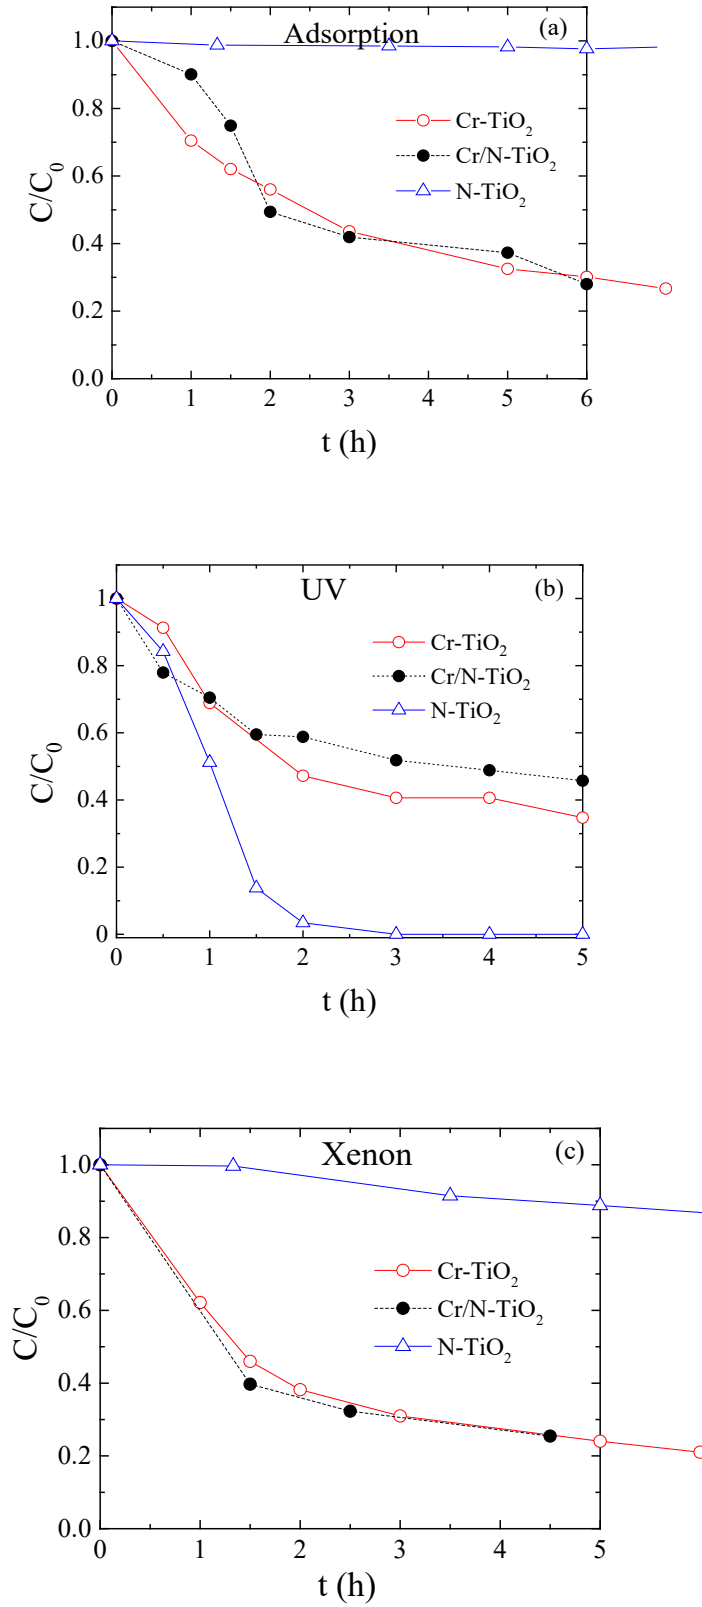 Adsorption
(a)
1.0
0.8
0.6
0.4
0.2
0.0
C/C0
Cr-TiO2
Cr/N-TiO2
N-TiO2
0 1 2 3 4 5 6
t (h)
UV
(b)
1
0.8
0.6
0.4
0.2
0
C/C0
Cr-TiO2
Cr/N-TiO2
N-TiO2
0 1 2 3 4 5
t (h)
Xenon
(c)
1.0
0.8
0.6
0.4
0.2
0.0
C/C0
Cr-TiO2
Cr/N-TiO2
N-TiO2
0 1 2 3 4 5
t (h)